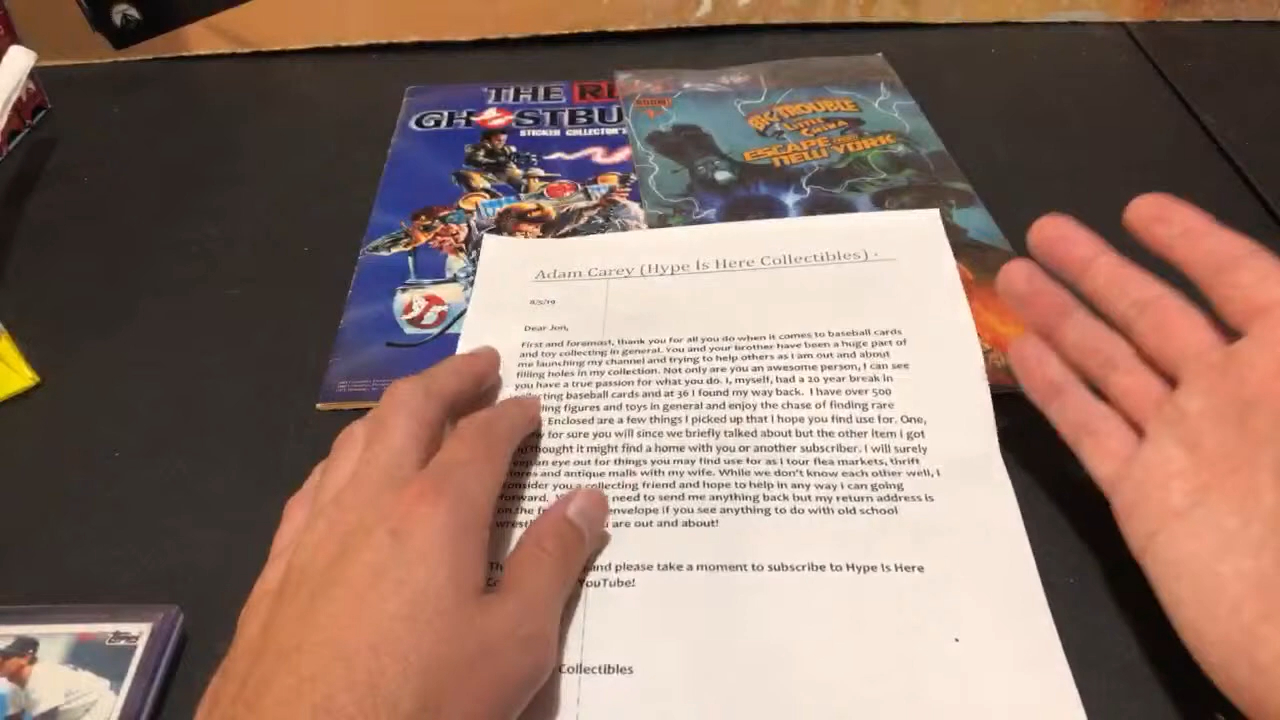 THE RE
GHOSTBU
STICKER COLLECTOR'S
BOOM!
BIG TROUBLE
LITTLE
CHINA
ESCAPE FROM
NEW YORK
Adam Carey (Hype Is Here Collectibles)
8/5/19
Dear Jon,
First and foremost, thank you for all you do when it comes to baseball cards
and toy collecting in general. You and your brother have been a huge part of
me launching my channel and trying to help others as I am out and about
filling holes in my collection. Not only are you an awesome person, I can see
you have a true passion for what you do. I, myself, had a 20 year break in
collecting baseball cards and at 36 I found my way back. I have over 500
ling figures and toys in general and enjoy the chase of finding rare
Enclosed are a few things I picked up that I hope you find use for. One,
w for sure you will since we briefly talked about but the other item I got
thought it might find a home with you or another subscriber. I will surely
an eye out for things you may find use for as I tour flea markets, thrift
ores and antique malls with my wife. While we don't know each other well, I
onsider you a collecting friend and hope to help in any way I can going
forward. need to send me anything back but my return address is
on the envelope if you see anything to do with old school
wrest are out and about!
Th and please take a moment to subscribe to Hype Is Here
YouTube!
Collectibles
Topps